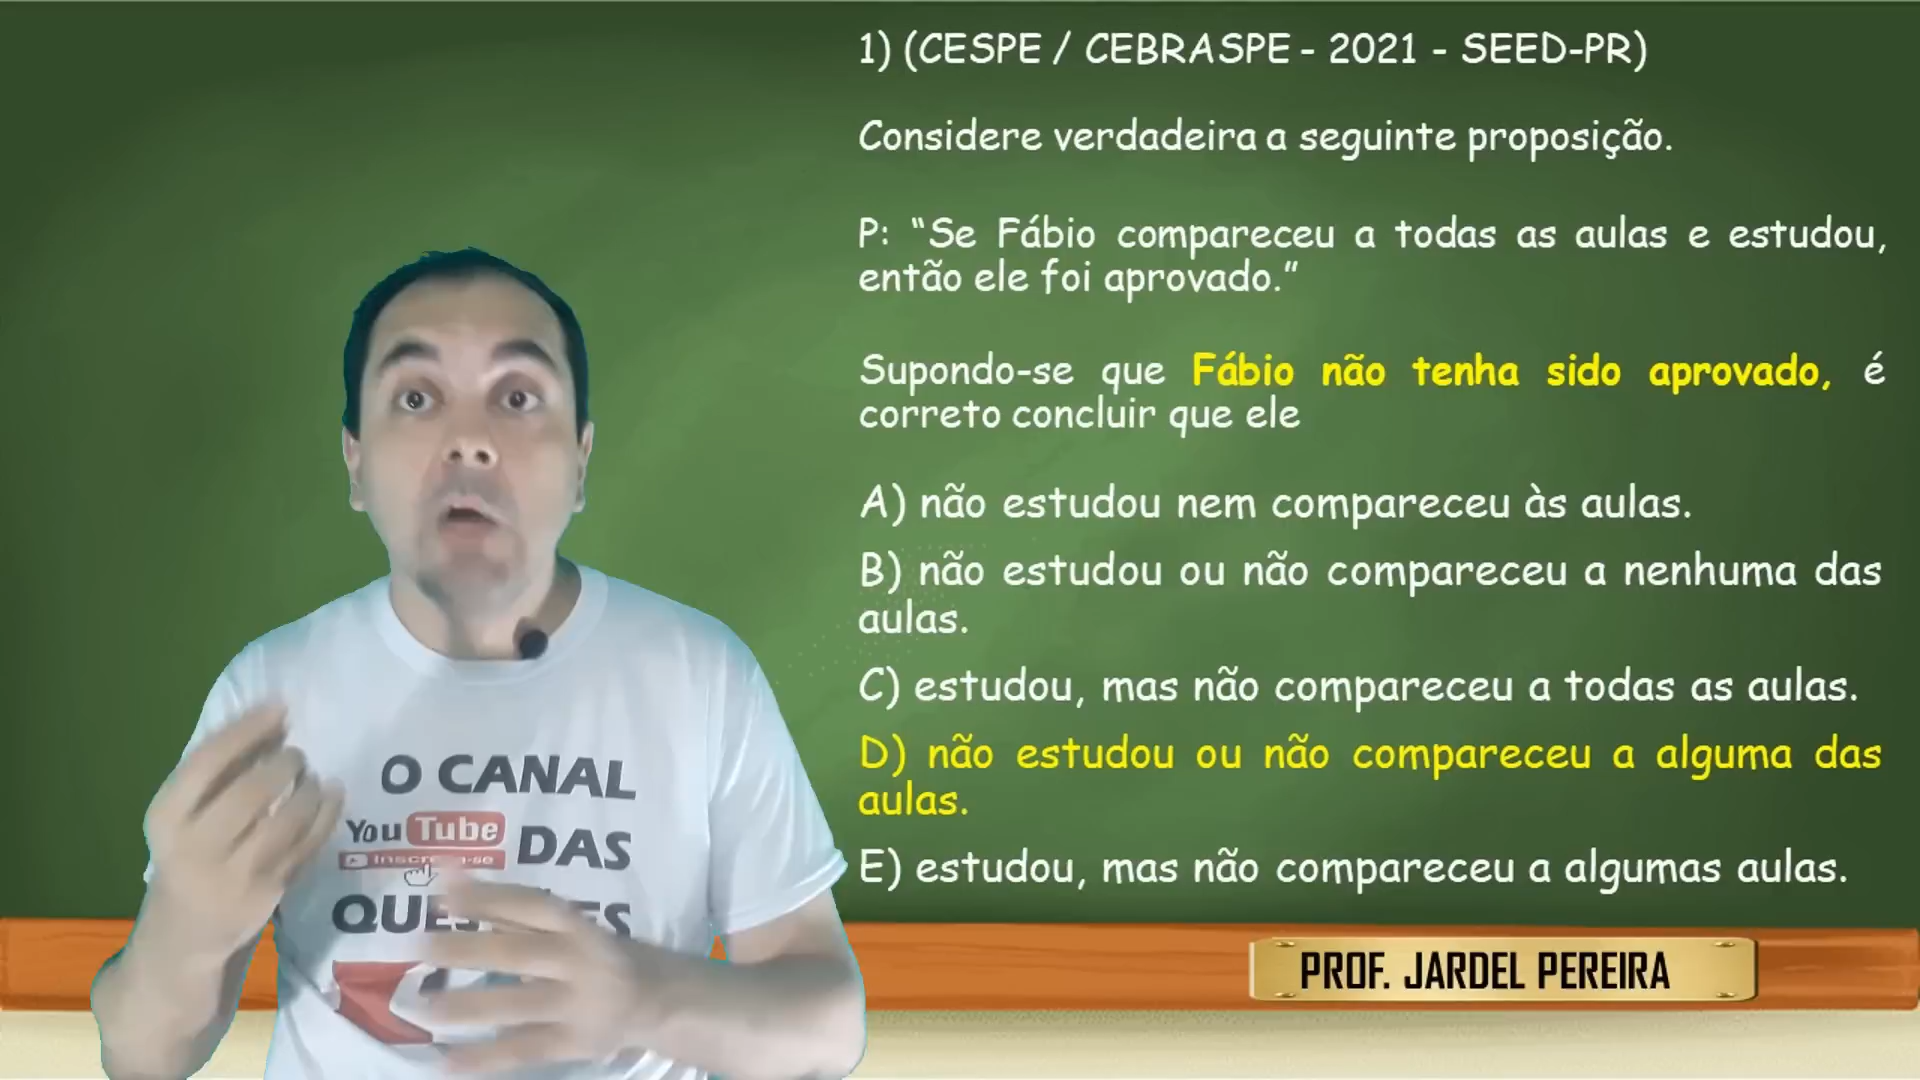 1) (CESPE / CEBRASPE - 2021 - SEED-PR)
Considere verdadeira a seguinte proposição.
P: “Se Fábio compareceu a todas as aulas e estudou,
então ele foi aprovado.”
Supondo-se que Fábio não tenha sido aprovado, é
correto concluir que ele
A) não estudou nem compareceu às aulas.
B) não estudou ou não compareceu a nenhuma das
aulas.
C) estudou, mas não compareceu a todas as aulas.
D) não estudou ou não compareceu a alguma das
aulas.
E) estudou, mas não compareceu a algumas aulas.
PROF. JARDEL PEREIRA
O CANAL
YouTube DAS